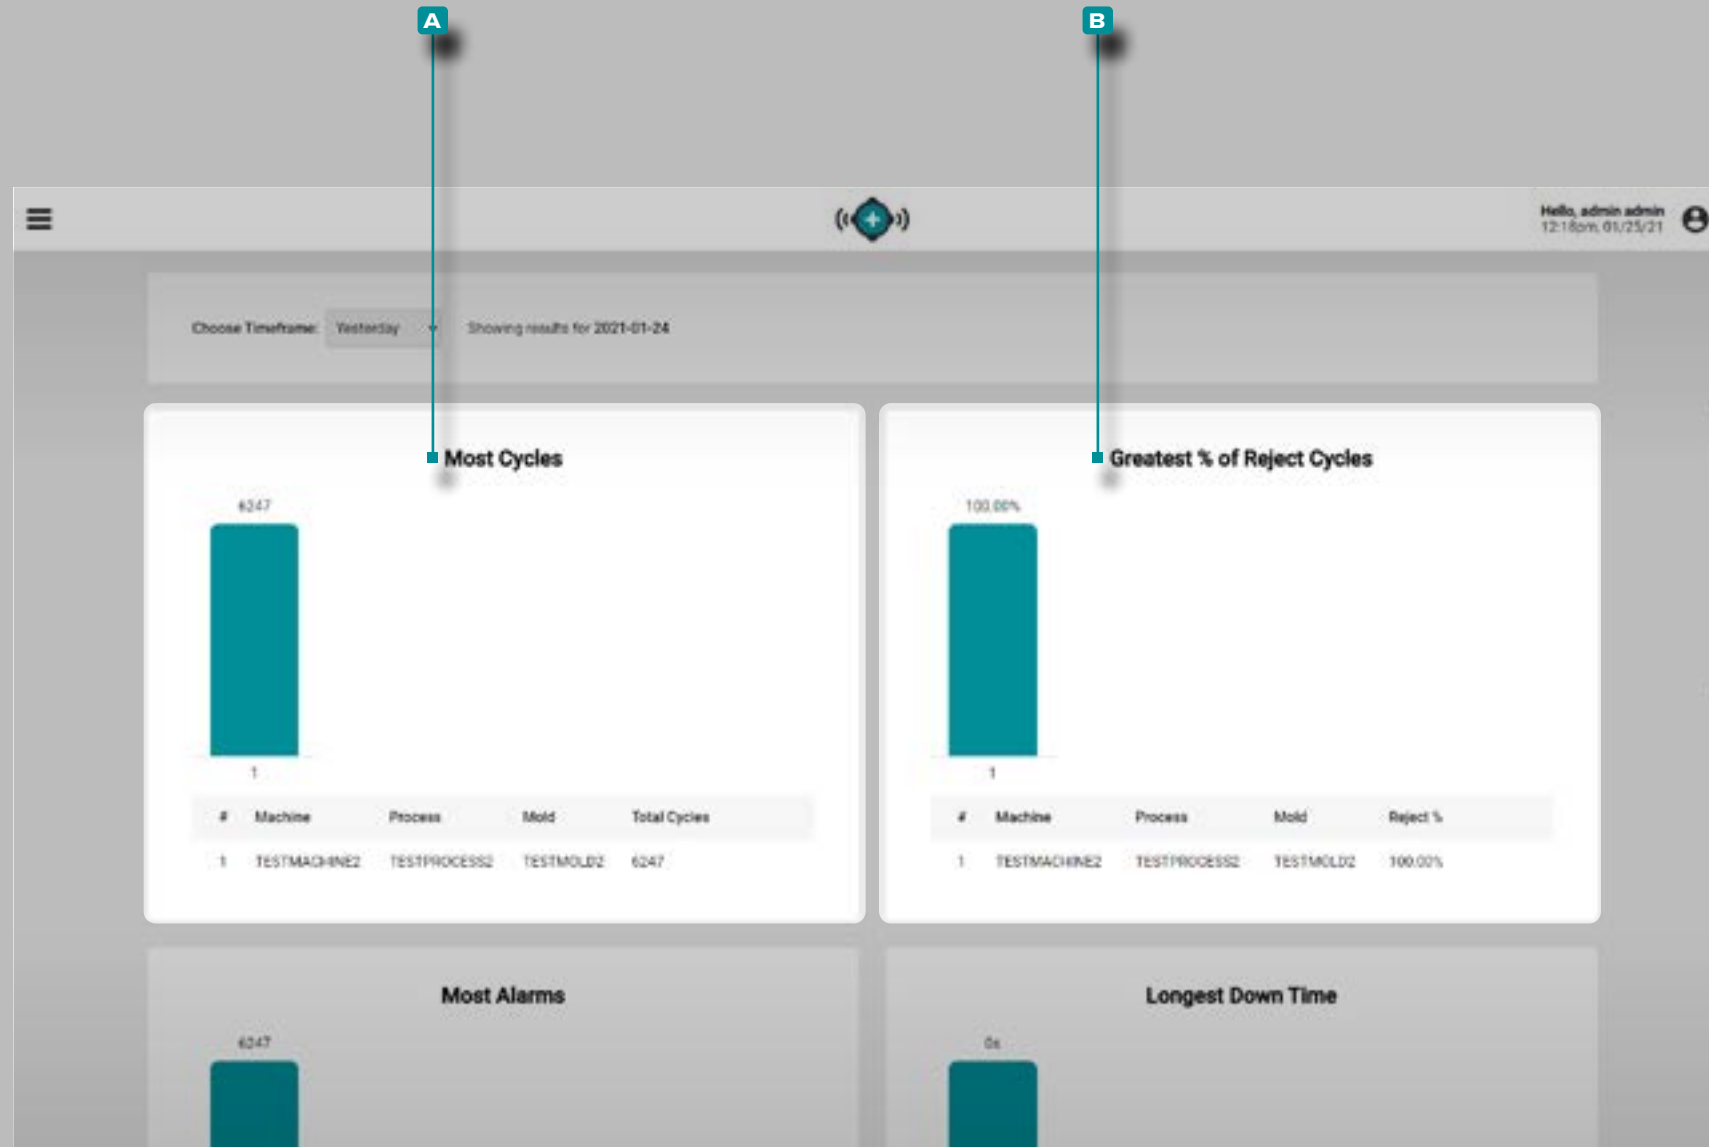 A
B
Hello, admin admin
12:18pm, 01/25/21
Choose Timeframe: Yesterday Showing results for 2021-01-24
Most Cycles
6247
1
# Machine Process Mold Total Cycles
1 TESTMACHINE2 TESTPROCESS2 TESTMOLD2 6247
Greatest % of Reject Cycles
100.00%
1
# Machine Process Mold Reject %
1 TESTMACHINE2 TESTPROCESS2 TESTMOLD2 100.00%
Most Alarms
6247
Longest Down Time
0s